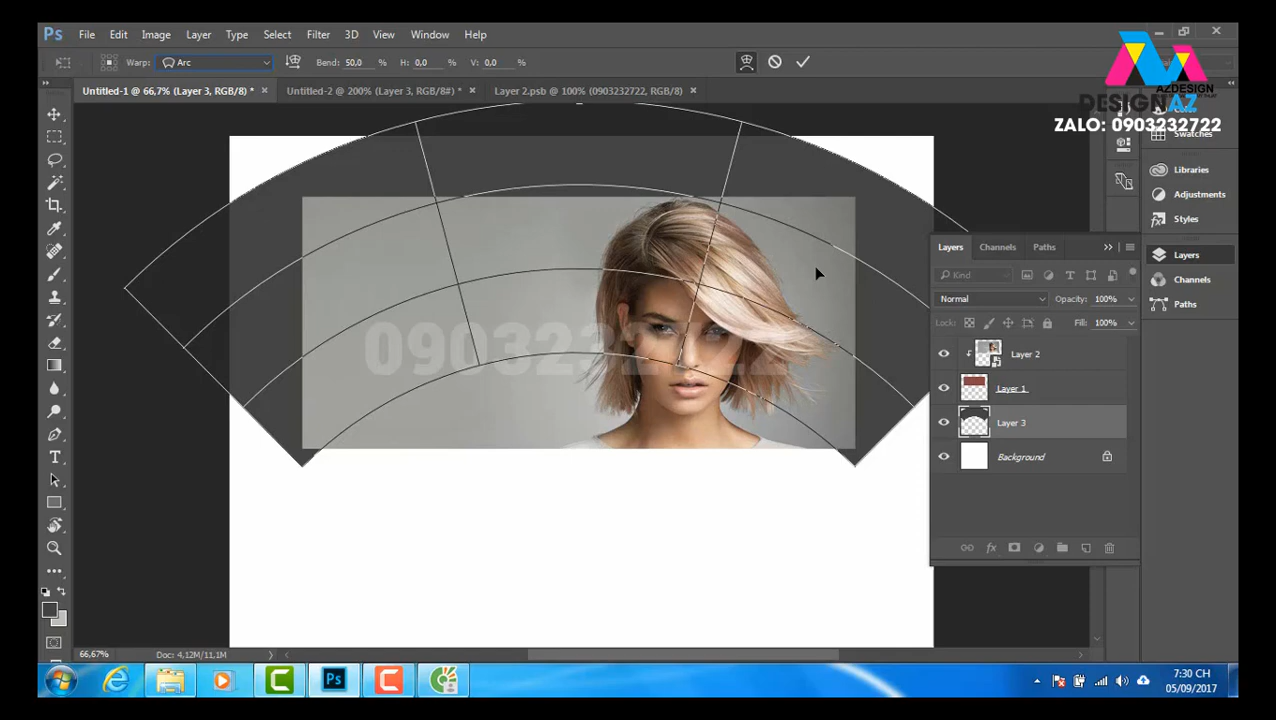 Ps File Edit Image Layer Type Select Filter 3D View Window Help
Warp: Arc Bend: 50,0 % H: 0,0 % V: 0,0 %
Untitled-1 @ 66,7% (Layer 3, RGB/8) * × Untitled-2 @ 200% (Layer 3, RGB/8#) * × Layer 2.psb @ 100% (0903232722, RGB/8) ×
AZDESIGN
DESIGNAZ
ZALO: 0903232722
Swatches
Libraries
Adjustments
Styles
Layers
Channels
Paths
0903232722
Layers Channels Paths
Kind
Normal Opacity: 100%
Lock: Fill: 100%
Layer 2
Layer 1
Layer 3
Background
66,67% Doc: 4,12M/11,1M
7:30 CH
05/09/2017